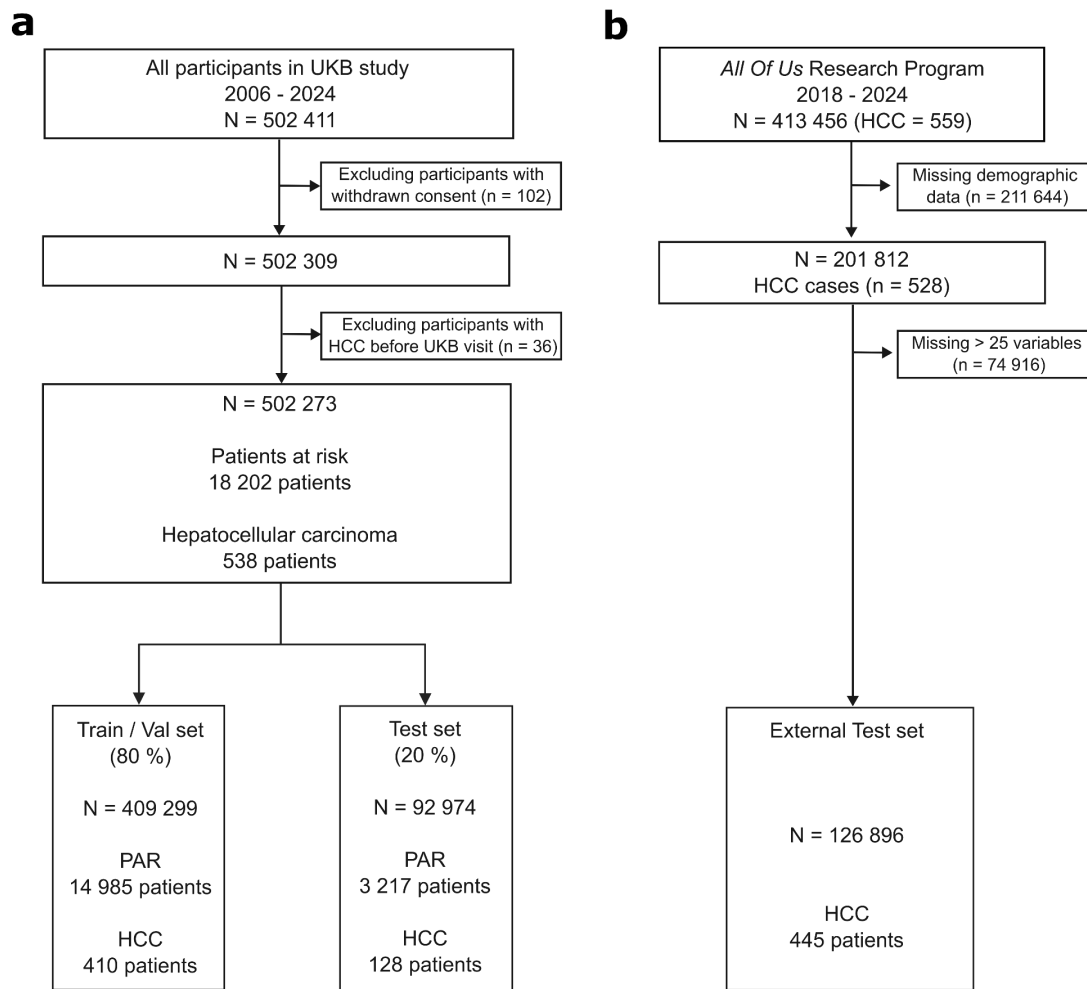 a
All participants in UKB study
2006 - 2024
N = 502 411
Excluding participants with
withdrawn consent (n = 102)
N = 502 309
Excluding participants with
HCC before UKB visit (n = 36)
N = 502 273
Patients at risk
18 202 patients
Hepatocellular carcinoma
538 patients
Train / Val set
(80 %)
N = 409 299
PAR
14 985 patients
HCC
410 patients
Test set
(20 %)
N = 92 974
PAR
3 217 patients
HCC
128 patients
b
All Of Us Research Program
2018 - 2024
N = 413 456 (HCC = 559)
Missing demographic
data (n = 211 644)
N = 201 812
HCC cases (n = 528)
Missing > 25 variables
(n = 74 916)
External Test set
N = 126 896
HCC
445 patients